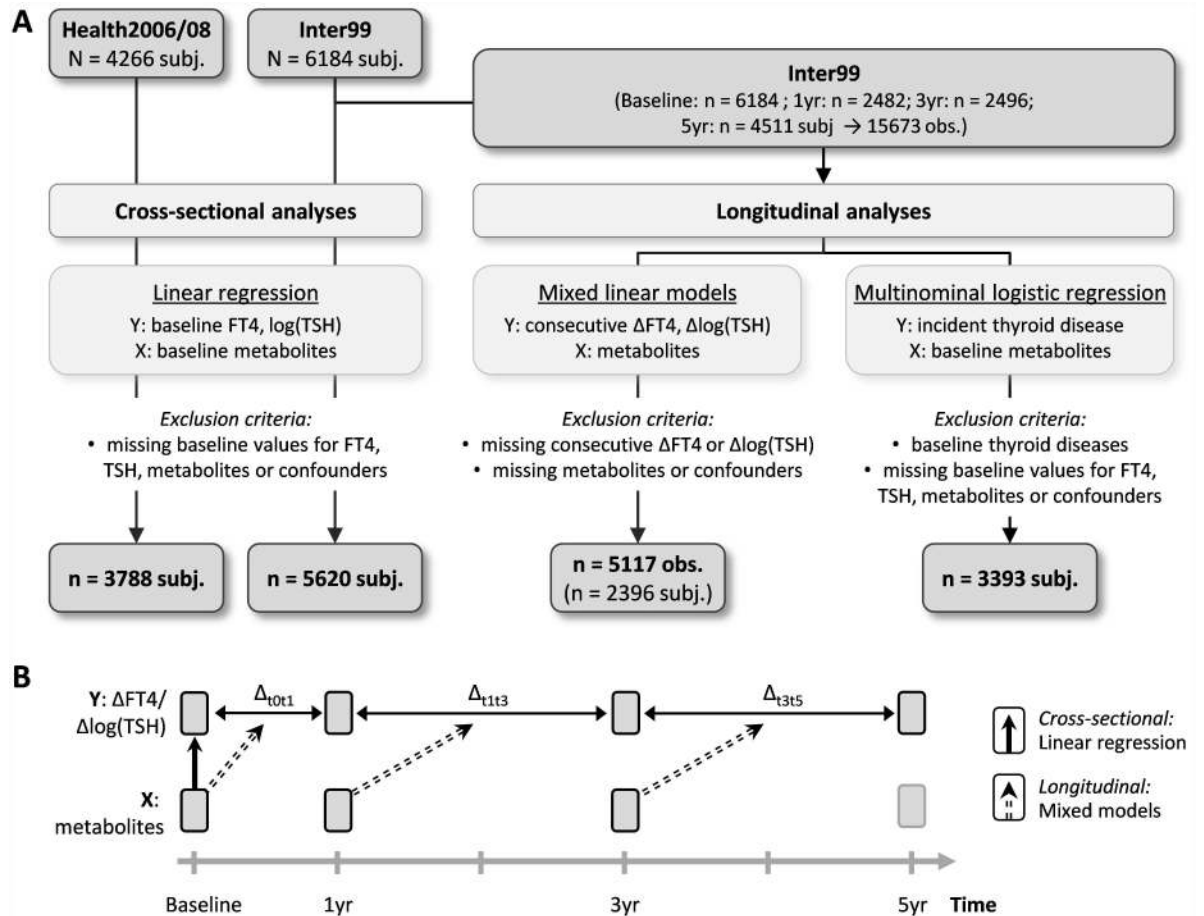 A
Health2006/08
N = 4266 subj.
Inter99
N = 6184 subj.
Inter99
(Baseline: n = 6184 ; 1yr: n = 2482; 3yr: n = 2496;
5yr: n = 4511 subj → 15673 obs.)
Cross-sectional analyses
Longitudinal analyses
Linear regression
Y: baseline FT4, log(TSH)
X: baseline metabolites
Mixed linear models
Y: consecutive ΔFT4, Δlog(TSH)
X: metabolites
Multinominal logistic regression
Y: incident thyroid disease
X: baseline metabolites
Exclusion criteria:
• missing baseline values for FT4,
TSH, metabolites or confounders
Exclusion criteria:
• missing consecutive ΔFT4 or Δlog(TSH)
• missing metabolites or confounders
Exclusion criteria:
• baseline thyroid diseases
• missing baseline values for FT4,
TSH, metabolites or confounders
n = 3788 subj.
n = 5620 subj.
n = 5117 obs.
(n = 2396 subj.)
n = 3393 subj.
B
Y: ΔFT4/
Δlog(TSH)
Δt0t1
Δt1t3
Δt3t5
X:
metabolites
Cross-sectional:
Linear regression
Longitudinal:
Mixed models
Baseline
1yr
3yr
5yr
Time